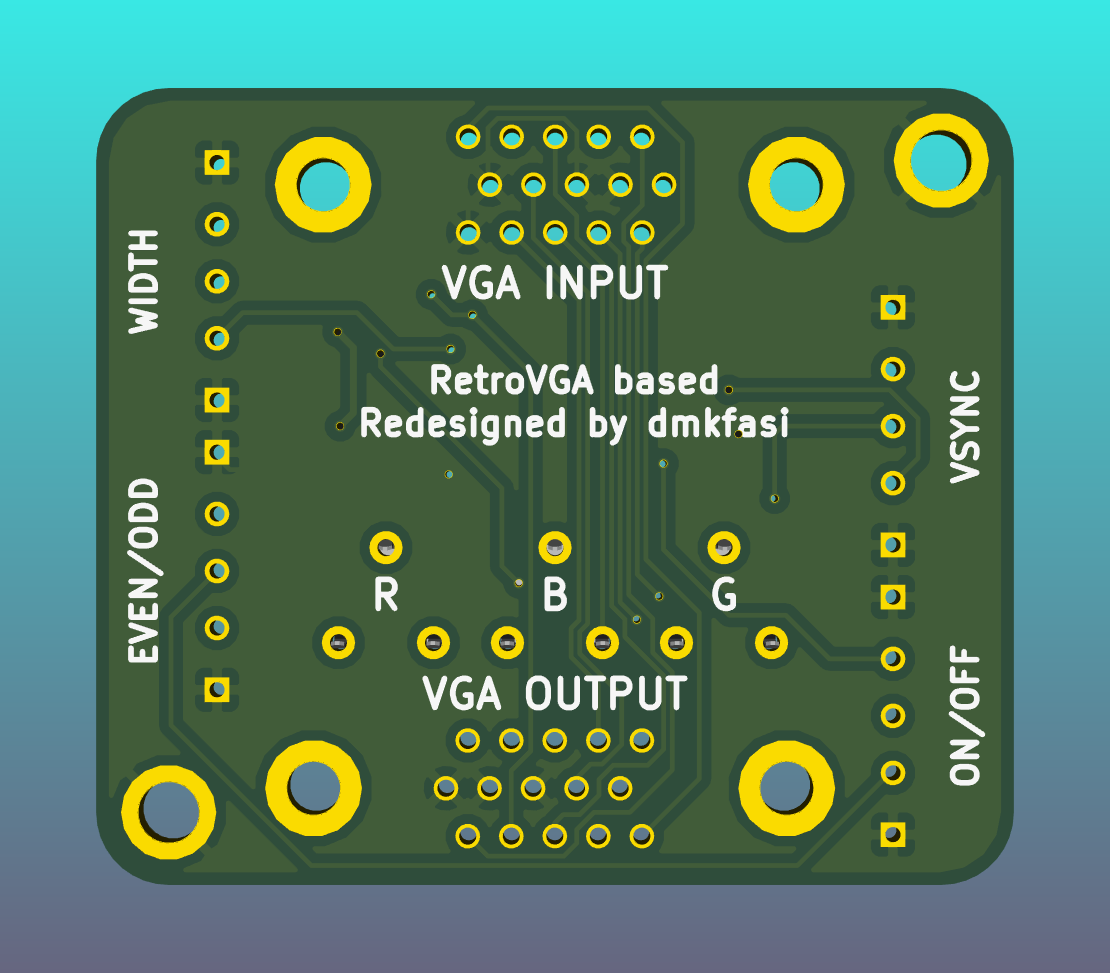 VGA INPUT
WIDTH
RetroVGA based
Redesigned by dmkfasi
VSYNC
EVEN/ODD
R
B
G
ON/OFF
VGA OUTPUT